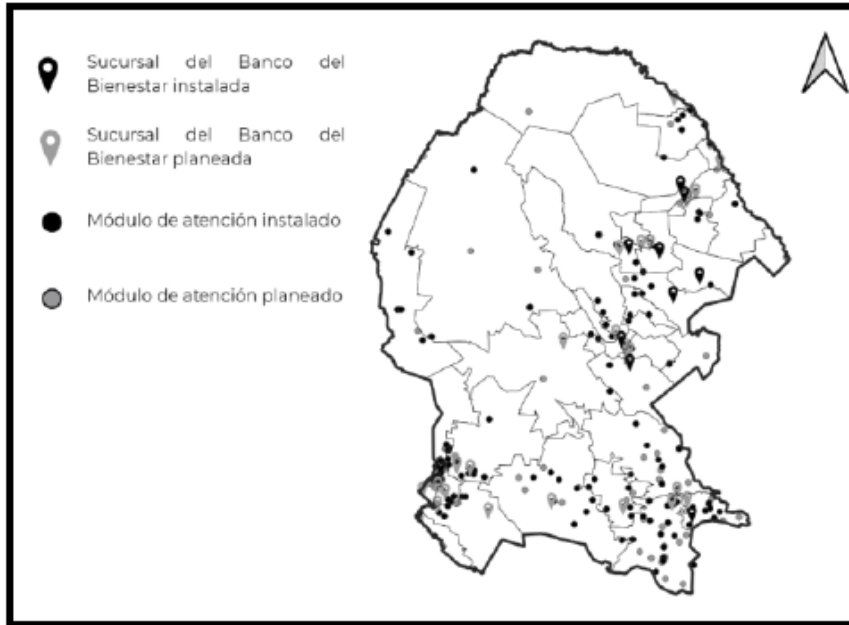 Sucursal del Banco del
Bienestar instalada
Sucursal del Banco del
Bienestar planeada
Módulo de atención instalado
Módulo de atención planeado